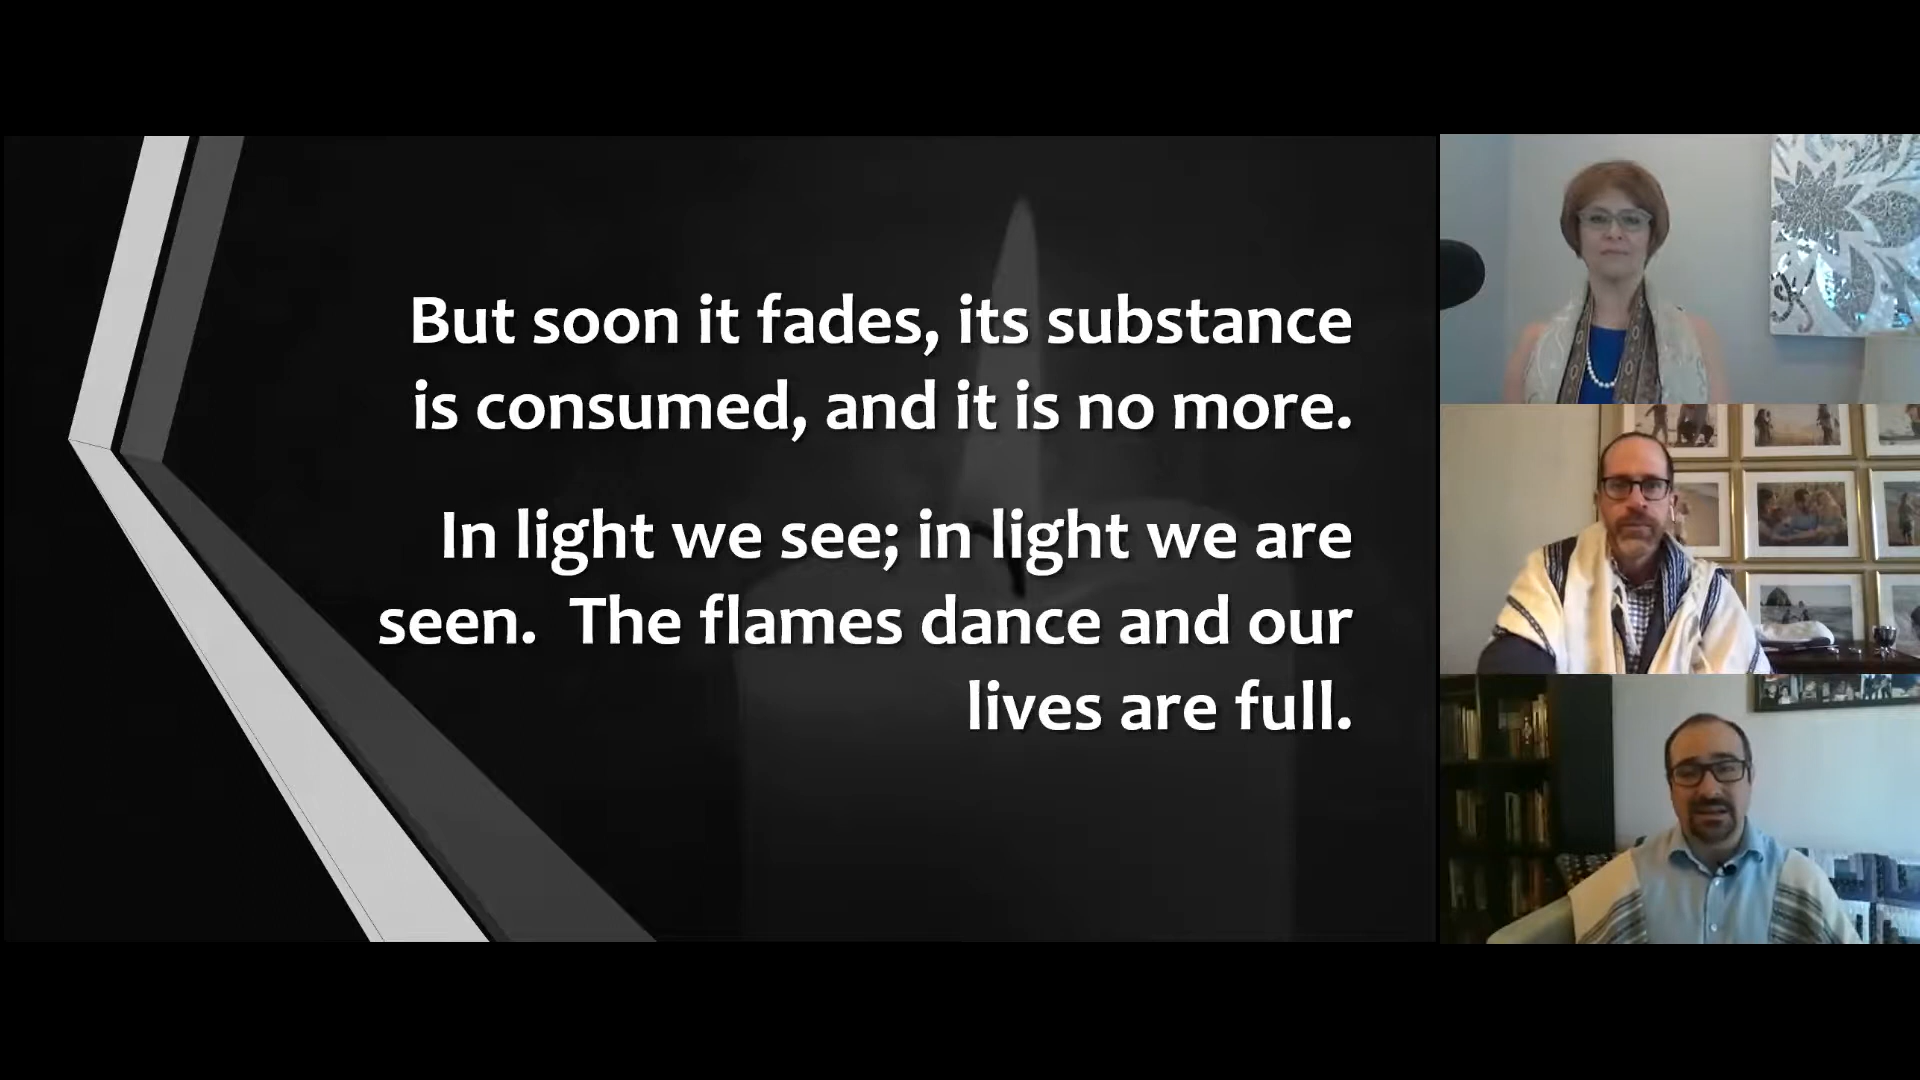 But soon it fades, its substance
is consumed, and it is no more.
In light we see; in light we are
seen.  The flames dance and our
lives are full.